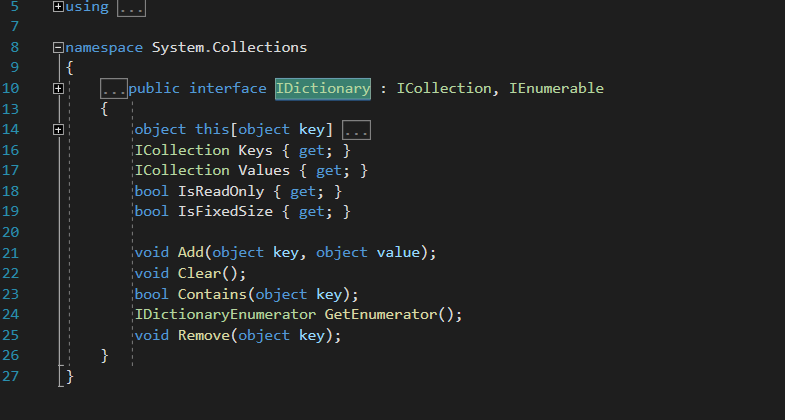 5 using ...
7
8 namespace System.Collections
9 {
10 ...public interface IDictionary : ICollection, IEnumerable
13 {
14 object this[object key] ...
16 ICollection Keys { get; }
17 ICollection Values { get; }
18 bool IsReadOnly { get; }
19 bool IsFixedSize { get; }
20
21 void Add(object key, object value);
22 void Clear();
23 bool Contains(object key);
24 IDictionaryEnumerator GetEnumerator();
25 void Remove(object key);
26 }
27 }